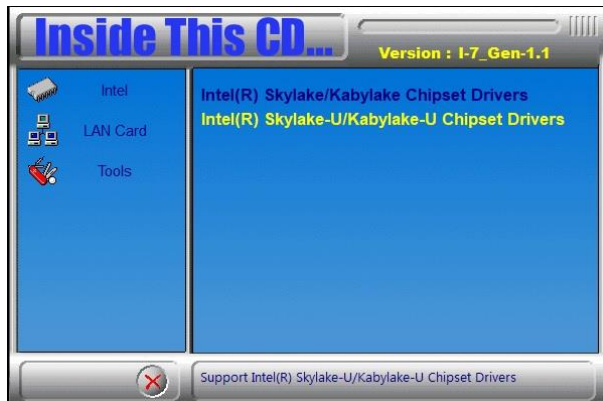 Inside This CD...
Version : I-7_Gen-1.1
Intel
LAN Card
Tools
Intel(R) Skylake/Kabylake Chipset Drivers
Intel(R) Skylake-U/Kabylake-U Chipset Drivers
Support Intel(R) Skylake-U/Kabylake-U Chipset Drivers